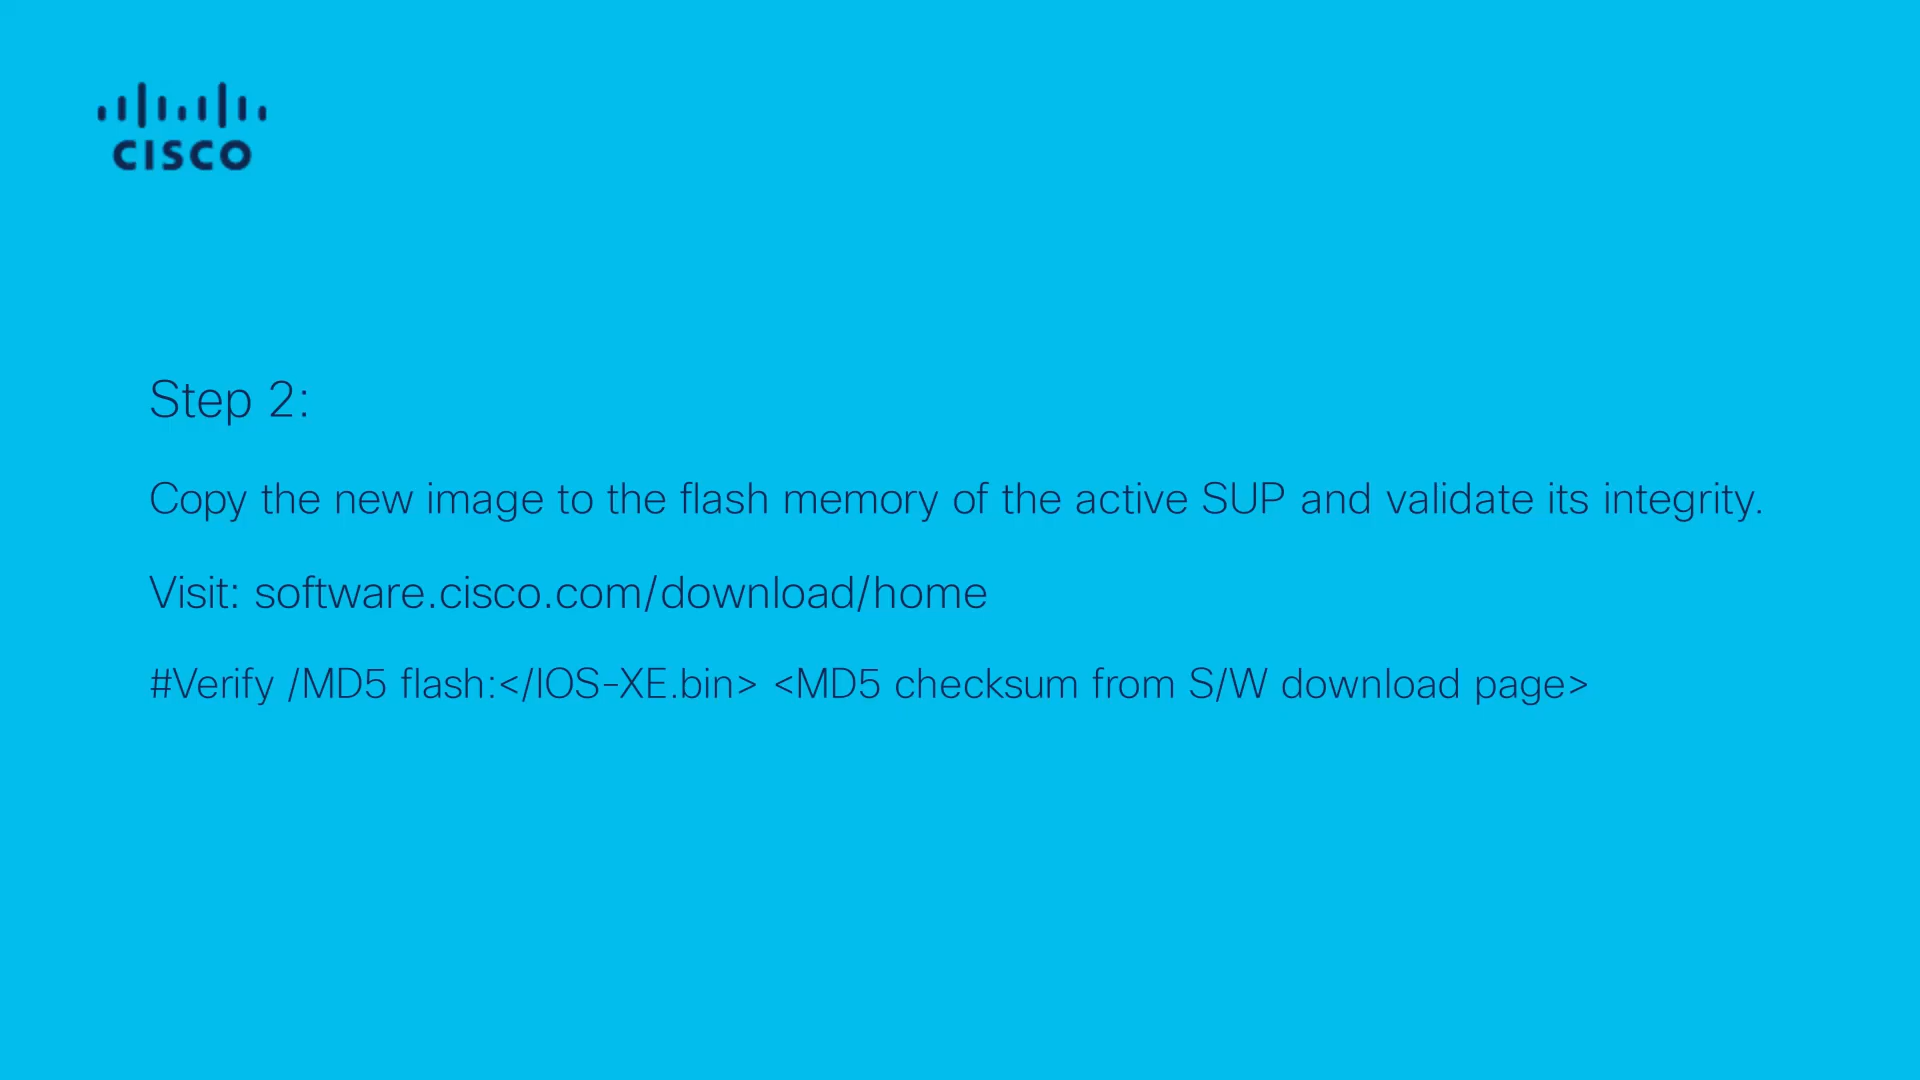 CISCO
Step 2:
Copy the new image to the flash memory of the active SUP and validate its integrity.
Visit: software.cisco.com/download/home
#Verify /MD5 flash:</IOS-XE.bin> <MD5 checksum from S/W download page>